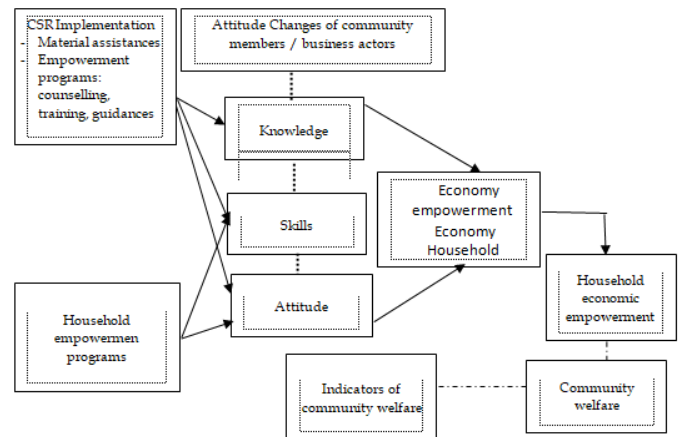 CSR Implementation
- Material assistances
- Empowerment
programs:
counselling,
training, guidances
Attitude Changes of community
members / business actors
Knowledge
Skills
Attitude
Household
empowermen
programs
Economy
empowerment
Economy
Household
Household
economic
empowerment
Community
welfare
Indicators of
community welfare